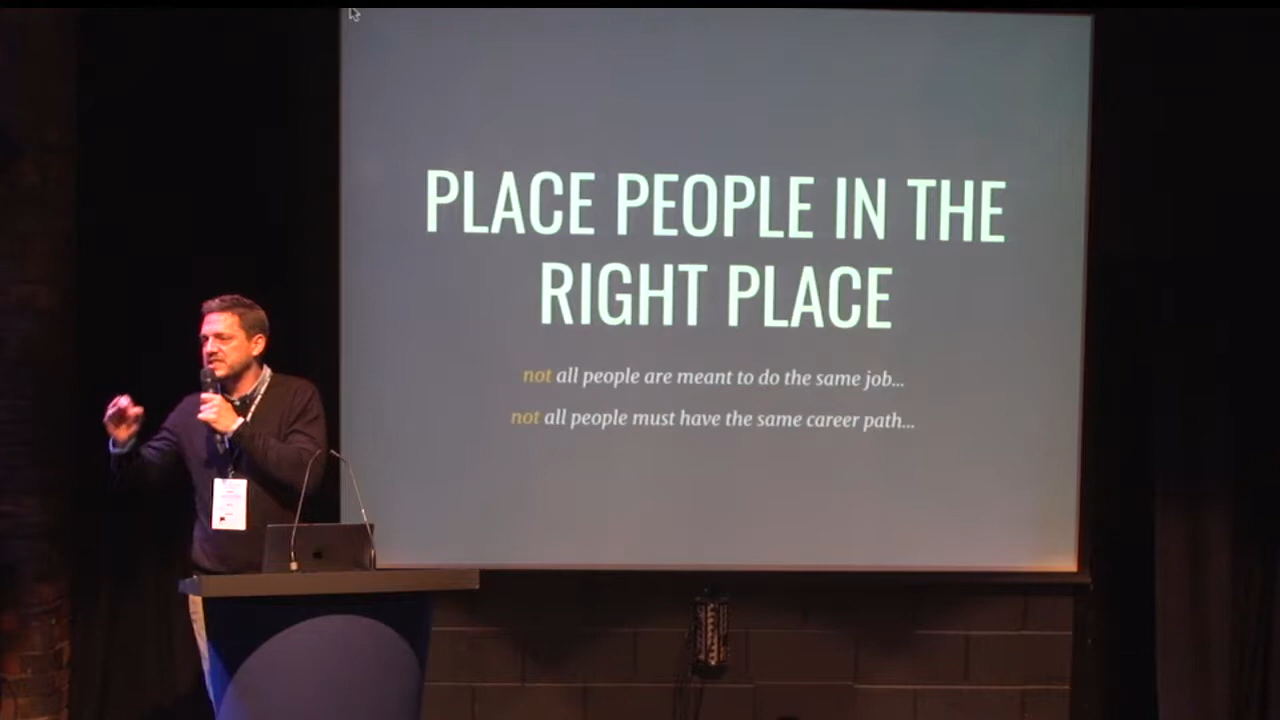 PLACE PEOPLE IN THE
RIGHT PLACE
not all people are meant to do the same job...
not all people must have the same career path...